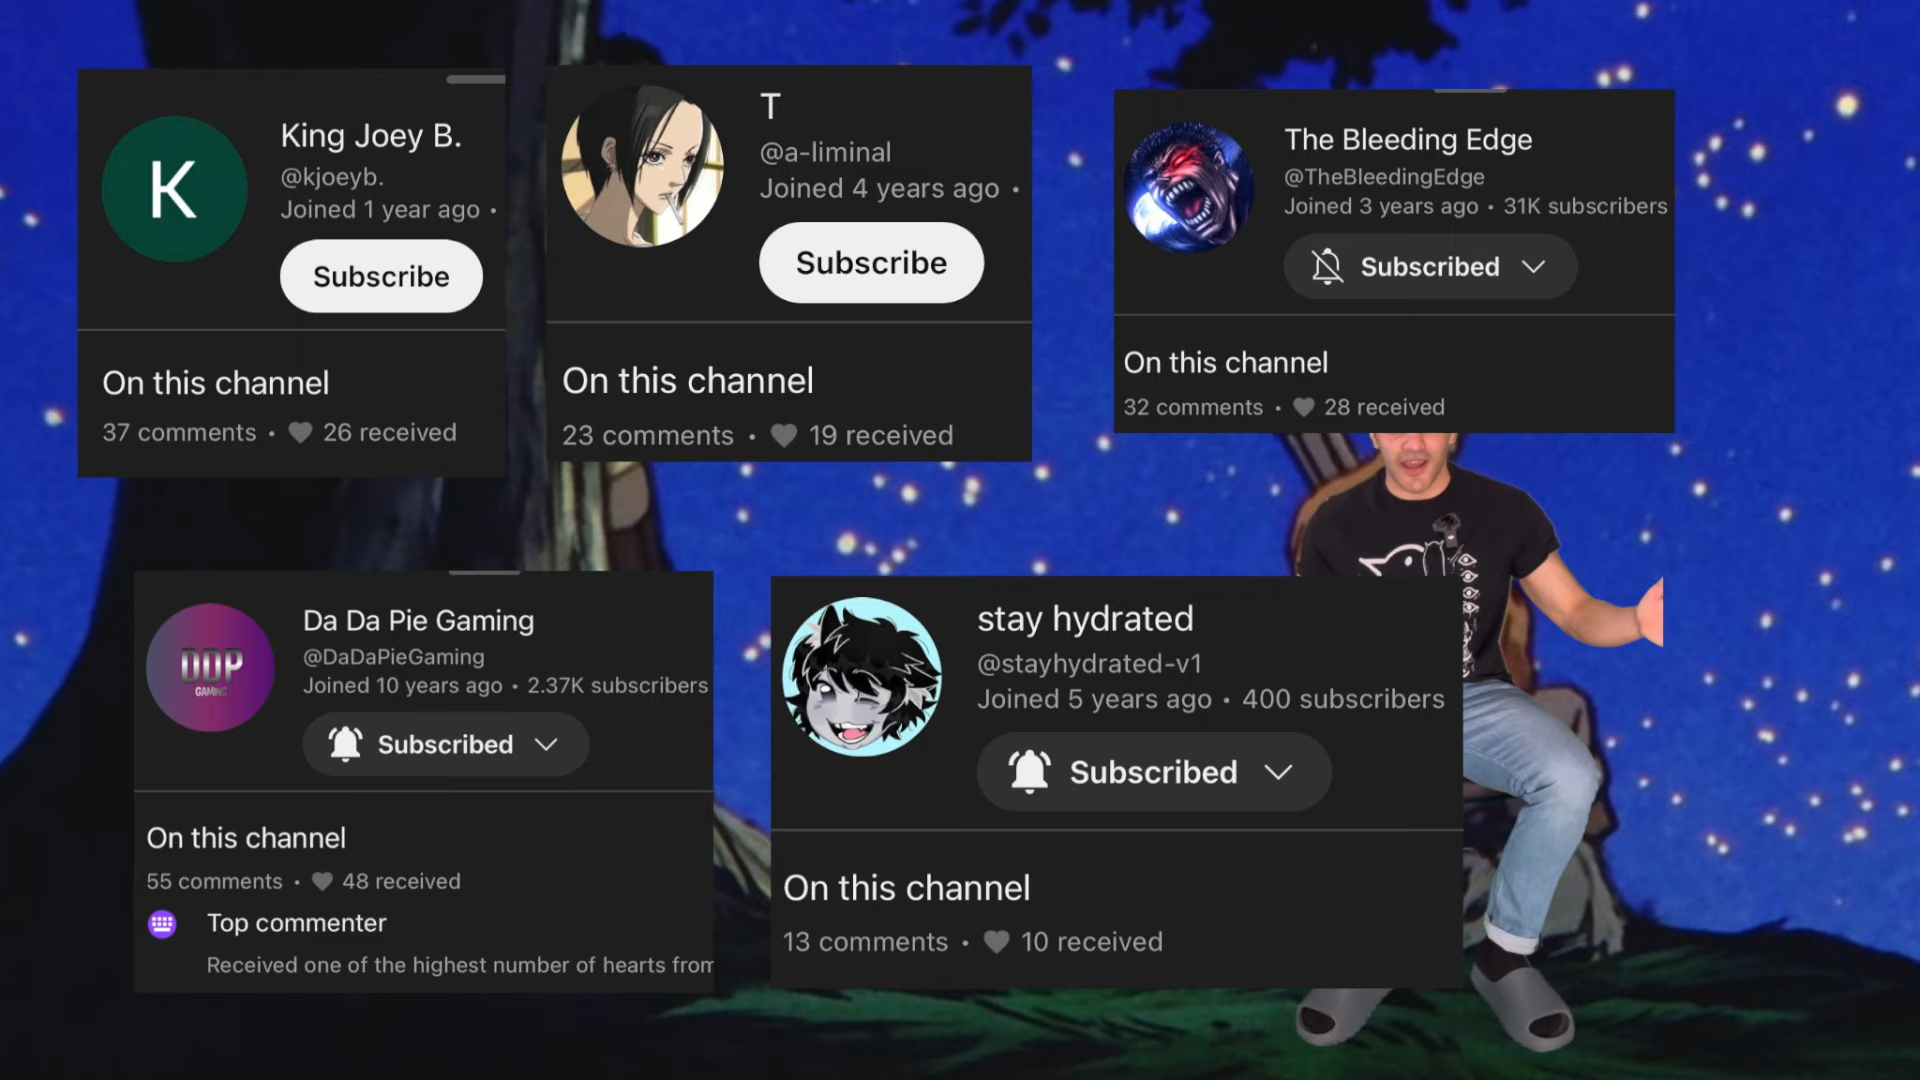 K
King Joey B.
@kjoeyb.
Joined 1 year ago •
Subscribe
On this channel
37 comments • 26 received
T
@a-liminal
Joined 4 years ago •
Subscribe
On this channel
23 comments • 19 received
The Bleeding Edge
@TheBleedingEdge
Joined 3 years ago • 31K subscribers
Subscribed
On this channel
32 comments • 28 received
DDP
GAMING
Da Da Pie Gaming
@DaDaPieGaming
Joined 10 years ago • 2.37K subscribers
Subscribed
On this channel
55 comments • 48 received
Top commenter
Received one of the highest number of hearts from
stay hydrated
@stayhydrated-v1
Joined 5 years ago • 400 subscribers
Subscribed
On this channel
13 comments • 10 received